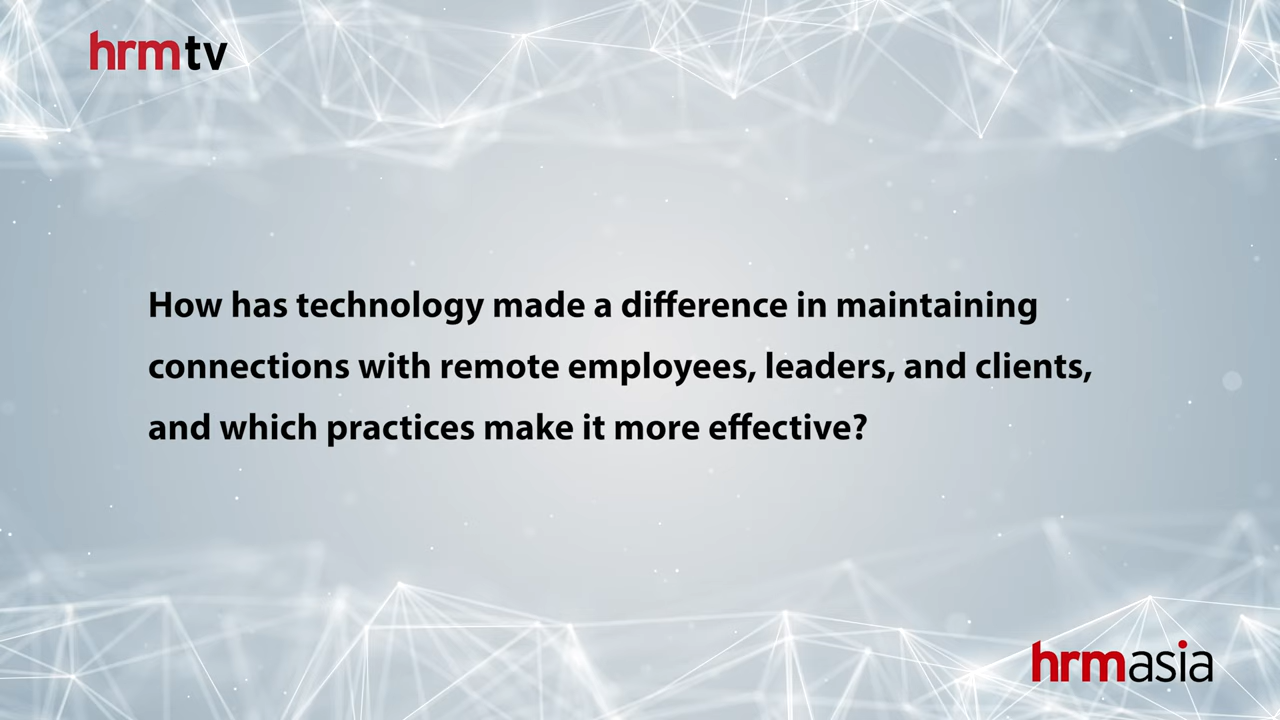 hrmtv
How has technology made a difference in maintaining
connections with remote employees, leaders, and clients,
and which practices make it more effective?
hrmasia